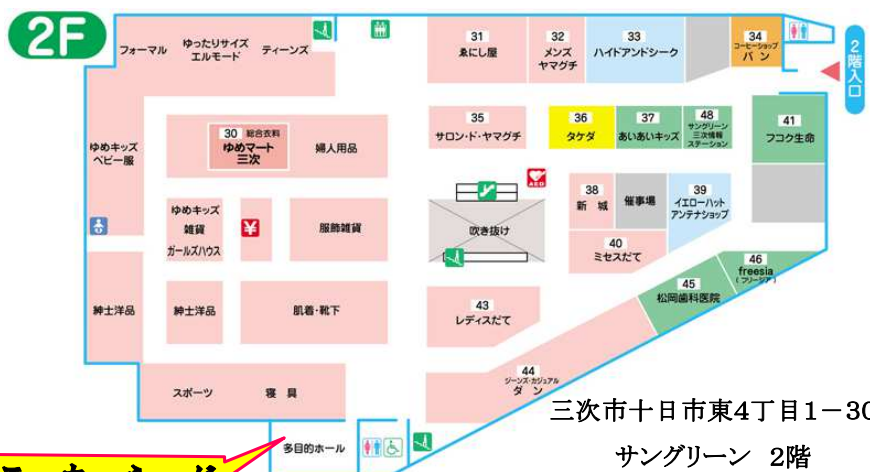 2F
フォーマル
ゆったりサイズ
エルモード
ティーンズ
31
ゑにし屋
32
メンズ
ヤマグチ
33
ハイドアンドシーク
34
コーヒーショップ
バン
2階入口
ゆめキッズ
ベビー服
30 総合衣料
ゆめマート
三次
婦人用品
35
サロン・ド・ヤマグチ
36
タケダ
37
あいあいキッズ
48
サングリーン
三次情報
ステーション
41
フコク生命
AED
ゆめキッズ
雑貨
ガールズハウス
¥
服飾雑貨
吹き抜け
38
新城
催事場
39
イエローハット
アンテナショップ
40
ミセスだて
46
freesia
(フリージア)
45
松岡歯科医院
紳士洋品
紳士洋品
肌着・靴下
43
レディスだて
44
ジーンズ・カジュアル
ダン
スポーツ
寝具
多目的ホール
三次市十日市東4丁目1-30
サングリーン 2階